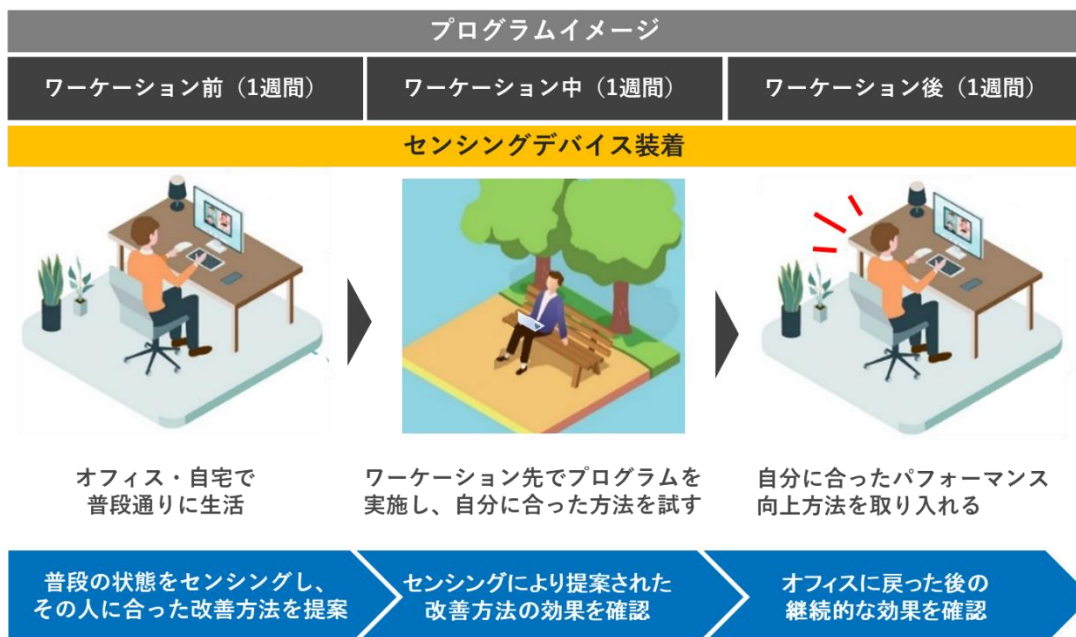 プログラムイメージ
ワーケーション前（1週間）
ワーケーション中（1週間）
ワーケーション後（1週間）
センシングデバイス装着
オフィス・自宅で
普段通りに生活
ワーケーション先でプログラムを
実施し、自分に合った方法を試す
自分に合ったパフォーマンス
向上方法を取り入れる
普段の状態をセンシングし、
その人に合った改善方法を提案
センシングにより提案された
改善方法の効果を確認
オフィスに戻った後の
継続的な効果を確認